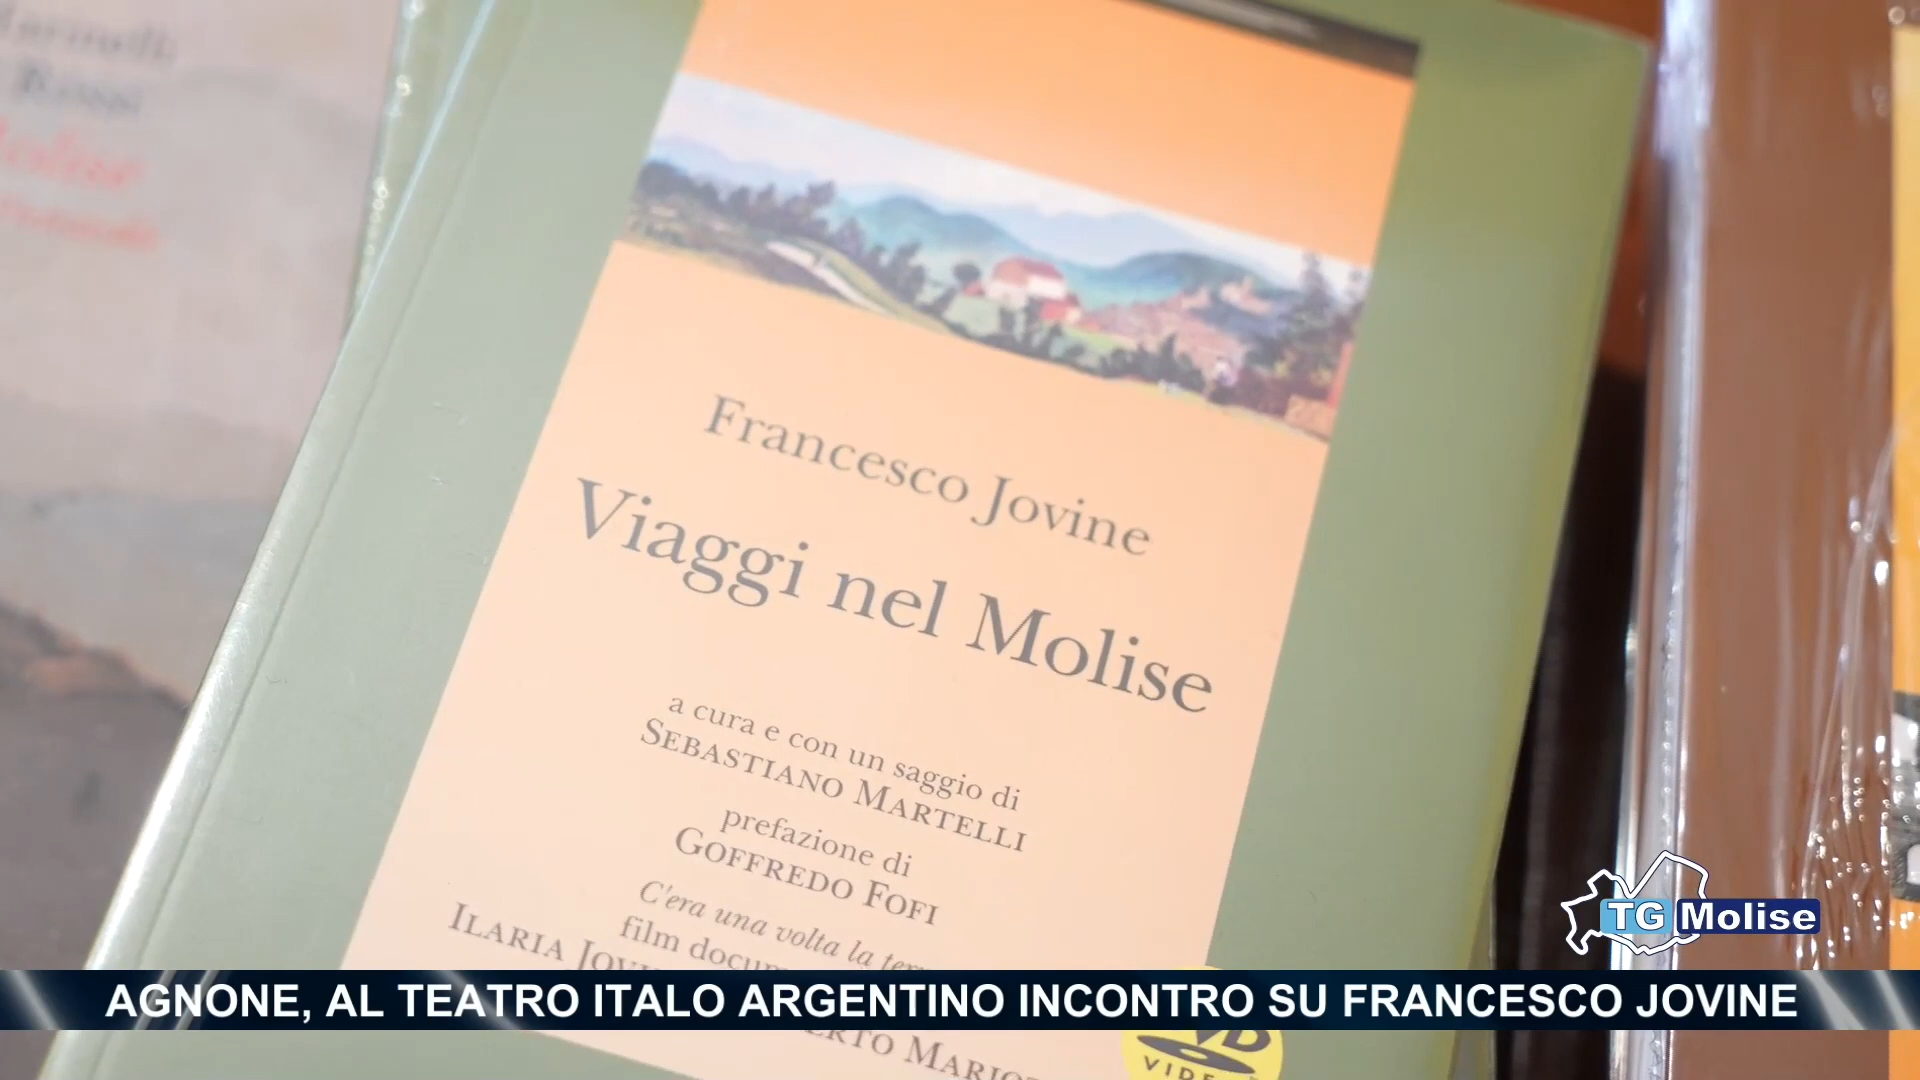 Rossi
Francesco Jovine
Viaggi nel Molise
a cura e con un saggio di
SEBASTIANO MARTELLI
prefazione di
GOFFREDO FOFI
C'era una volta la
film
ILARIA
TG Molise
AGNONE, AL TEATRO ITALO ARGENTINO INCONTRO SU FRANCESCO JOVINE